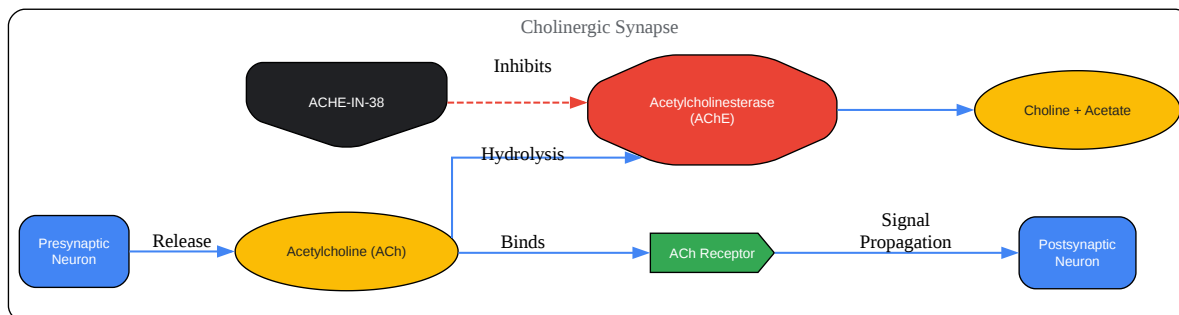 Cholinergic Synapse
Inhibits
ACHE-IN-38
Acetylcholinesterase
(AChE)
Choline + Acetate
Hydrolysis
Presynaptic
Neuron
Release
Acetylcholine (ACh)
Binds
ACh Receptor
Signal
Propagation
Postsynaptic
Neuron